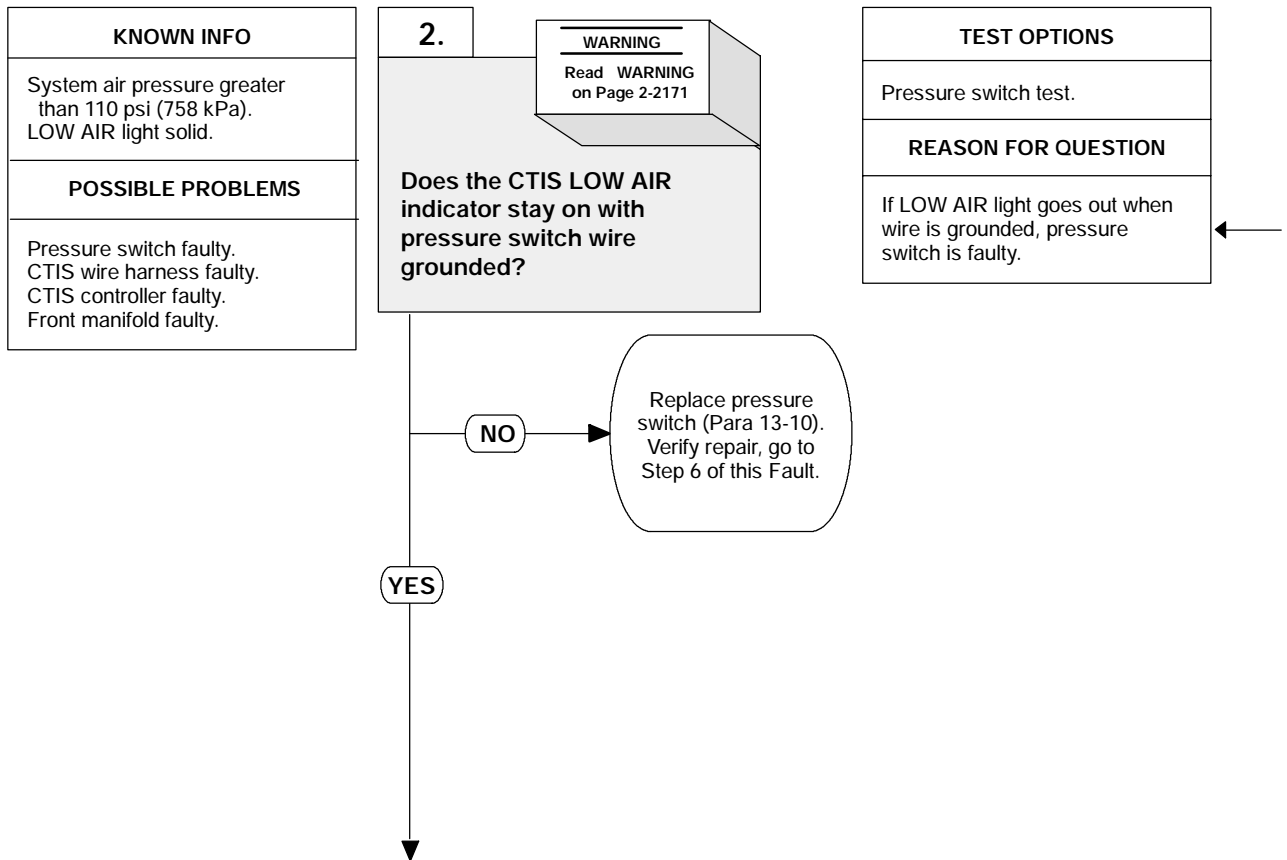 KNOWN INFO
System air pressure greater
than 110 psi (758 kPa).
LOW AIR light solid.
POSSIBLE PROBLEMS
Pressure switch faulty.
CTIS wire harness faulty.
CTIS controller faulty.
Front manifold faulty.
2.
WARNING
Read WARNING
on Page 2-2171
Does the CTIS LOW AIR
indicator stay on with
pressure switch wire
grounded?
TEST OPTIONS
Pressure switch test.
REASON FOR QUESTION
If LOW AIR light goes out when
wire is grounded, pressure
switch is faulty.
NO
Replace pressure
switch (Para 13-10).
Verify repair, go to
Step 6 of this Fault.
YES